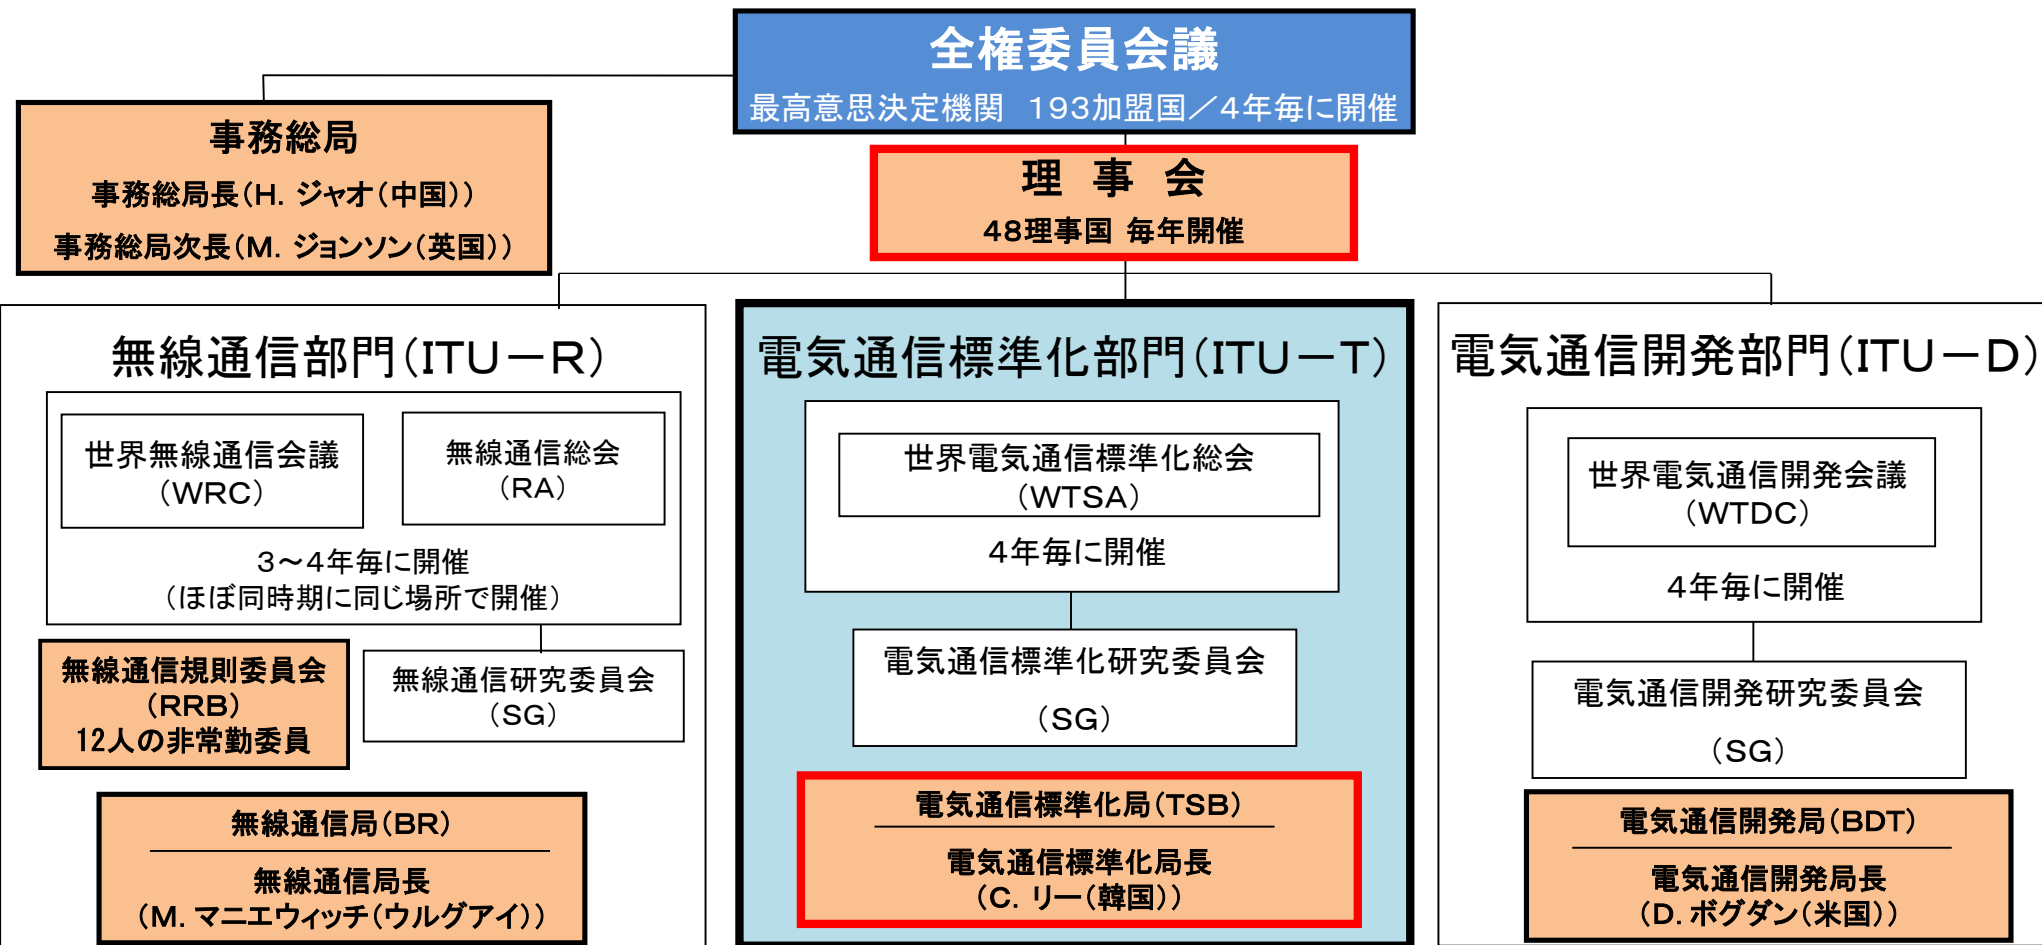 全権委員会議
最高意思決定機関　193加盟国／4年毎に開催
事務総局
事務総局長（H. ジャオ（中国））
事務総局次長（M. ジョンソン（英国））
理 事 会
48理事国 毎年開催
無線通信部門（ITU－R）
世界無線通信会議
（WRC）
無線通信総会
（RA）
3～4年毎に開催
（ほぼ同時期に同じ場所で開催）
無線通信規則委員会
（RRB）
12人の非常勤委員
無線通信研究委員会
（SG）
無線通信局（BR）
無線通信局長
（M. マニエウィッチ（ウルグアイ））
電気通信標準化部門（ITU－T）
世界電気通信標準化総会
（WTSA）
4年毎に開催
電気通信標準化研究委員会
（SG）
電気通信標準化局（TSB）
電気通信標準化局長
（C. リー（韓国））
電気通信開発部門（ITU－D）
世界電気通信開発会議
（WTDC）
4年毎に開催
電気通信開発研究委員会
（SG）
電気通信開発局（BDT）
電気通信開発局長
（D. ボグダン（米国））